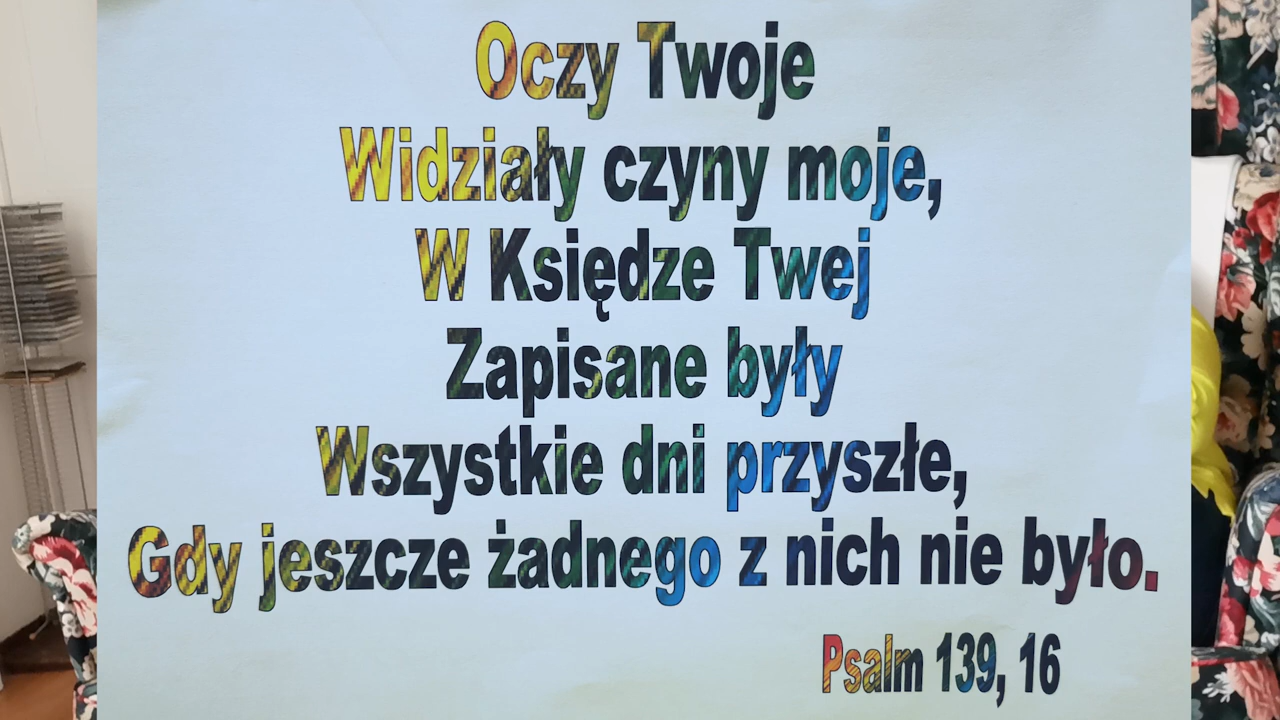 Oczy Twoje
Widziały czyny moje,
W Księdze Twej
Zapisane były
Wszystkie dni przyszłe,
Gdy jeszcze żadnego z nich nie było.
Psalm 139, 16